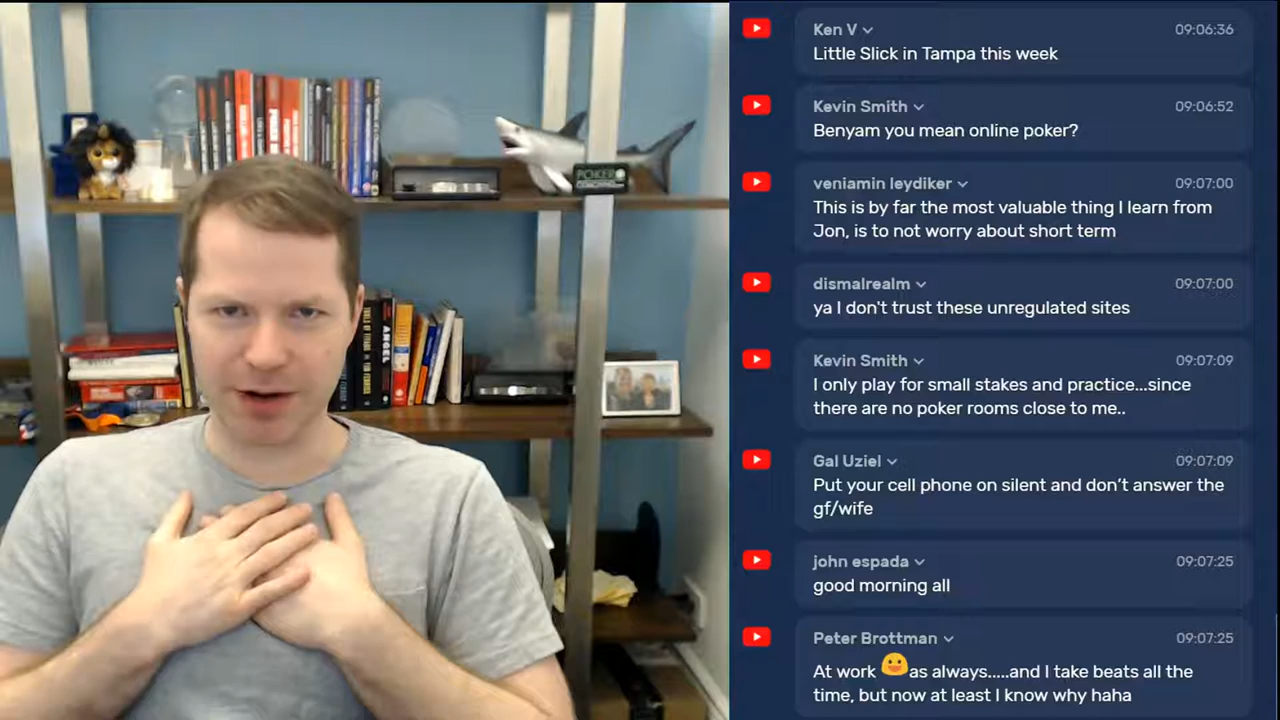 POKER
COACHING
ANGEL
Ken V
09:06:36
Little Slick in Tampa this week
Kevin Smith
09:06:52
Benyam you mean online poker?
veniamin leydiker
09:07:00
This is by far the most valuable thing I learn from
Jon, is to not worry about short term
dismalrealm
09:07:00
ya I don't trust these unregulated sites
Kevin Smith
09:07:09
I only play for small stakes and practice...since
there are no poker rooms close to me..
Gal Uziel
09:07:09
Put your cell phone on silent and don’t answer the
gf/wife
john espada
09:07:25
good morning all
Peter Brottman
09:07:25
At work 😛as always.....and I take beats all the
time, but now at least I know why haha